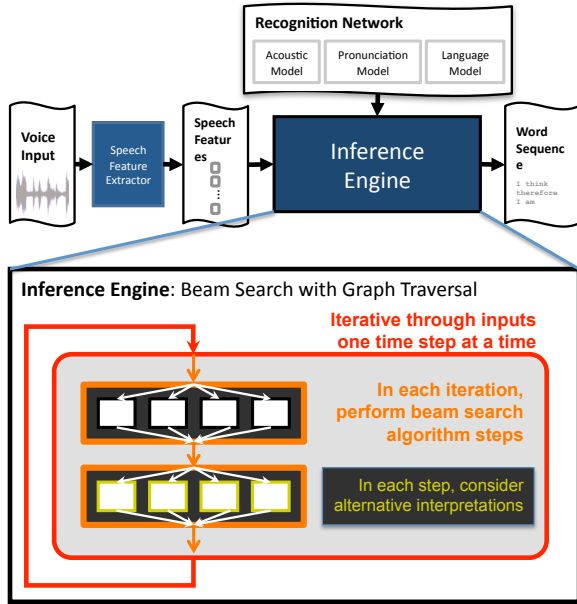 Recognition Network
Acoustic
Model
Pronunciation
Model
Language
Model
Voice
Input
Speech
Feature
Extractor
Speech
Featur
es
Inference
Engine
Word
Sequenc
e
I think
therefore
I am
Inference Engine: Beam Search with Graph Traversal
Iterative through inputs
one time step at a time
In each iteration,
perform beam search
algorithm steps
In each step, consider
alternative interpretations